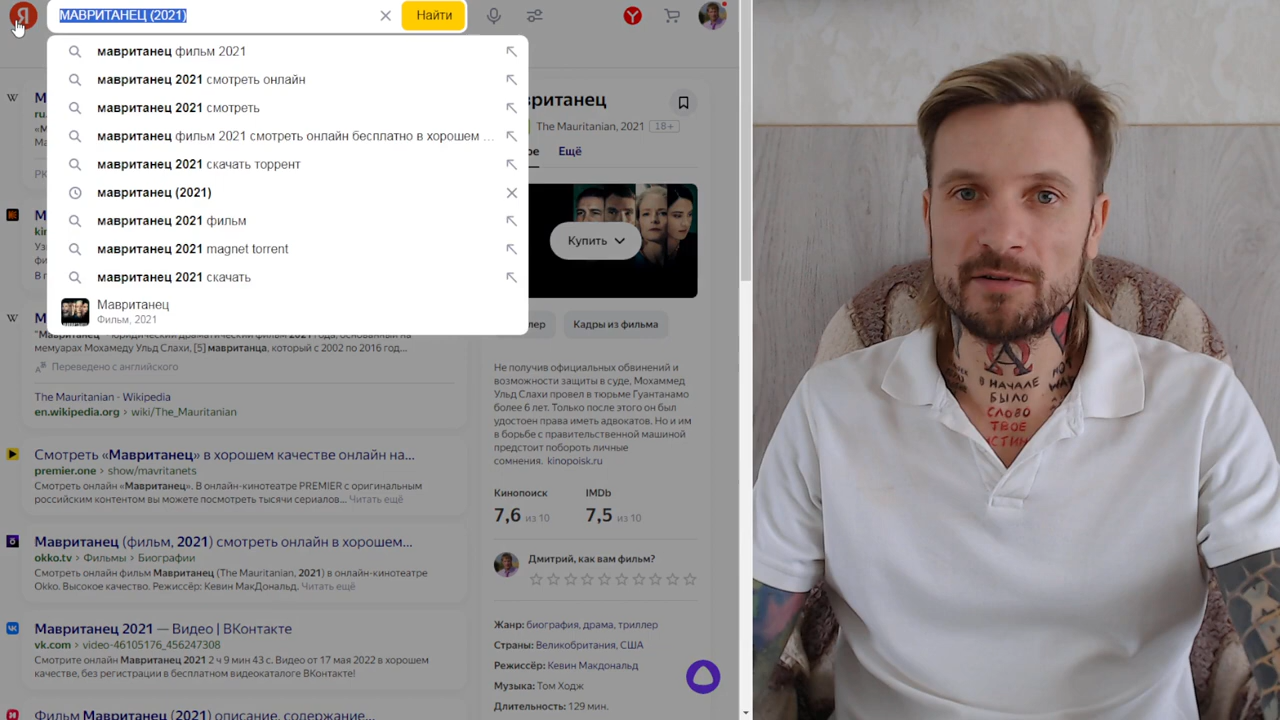 Я
МАВРИТАНЕЦ (2021)
Найти
мавританец фильм 2021
мавританец 2021 смотреть онлайн
мавританец 2021 смотреть
мавританец фильм 2021 смотреть онлайн бесплатно в хорошем ...
мавританец 2021 скачать торрент
мавританец (2021)
мавританец 2021 фильм
мавританец 2021 magnet torrent
мавританец 2021 скачать
Мавританец
Фильм, 2021
мемуарах Мохамеду Ульд Слахи, [5] мавританца, который с 2002 по 2016 год...
Переведено с английского
The Mauritanian - Wikipedia
en.wikipedia.org › wiki/The_Mauritanian
Смотреть «Мавританец» в хорошем качестве онлайн на...
premier.one › show/mavritanets
Смотреть онлайн «Мавританец». В онлайн-кинотеатре PREMIER с оригинальным
российских контентом вы можете посмотреть тысячи сериалов... Читать ещё
Мавританец (фильм, 2021) смотреть онлайн в хорошем...
okko.tv › Фильмы › Биографии
Смотреть онлайн фильм Мавританец (The Mauritanian, 2021) в онлайн-кинотеатре
Okko. Высокое качество. Режиссёр: Кевин МакДональд. Читать ещё
Мавританец 2021 — Видео | ВКонтакте
vk.com › video-46105176_456247308
Смотрите онлайн Мавританец 2021 2 ч 9 мин 43 с. Видео от 17 мая 2022 в хорошем
качестве, без регистрации в бесплатном видеокаталоге ВКонтакте!
Фильм Мавританец (2021) описание, содержание...
вританец
The Mauritanian, 2021 18+
ое Ещё
Купить
лер Кадры из фильма
Не получив официальных обвинений и
возможности защиты в суде, Мохаммед
Ульд Слахи провел в тюрьме Гуантанамо
более 6 лет. Только после этого он был
удостоен права иметь адвокатов. Но и им
в борьбе с правительственной машиной
предстоит побороть личные
сомнения. kinopoisk.ru
Кинопоиск IMDb
7,6 из 10 7,5 из 10
Дмитрий, как вам фильм?
Жанр: биография, драма, триллер
Страны: Великобритания, США
Режиссёр: Кевин Макдональд
Музыка: Том Ходж
Длительность: 129 мин.
В НАЧАЛЕ
БЫЛО
СЛОВО
ТВОЕ
ИСТИН